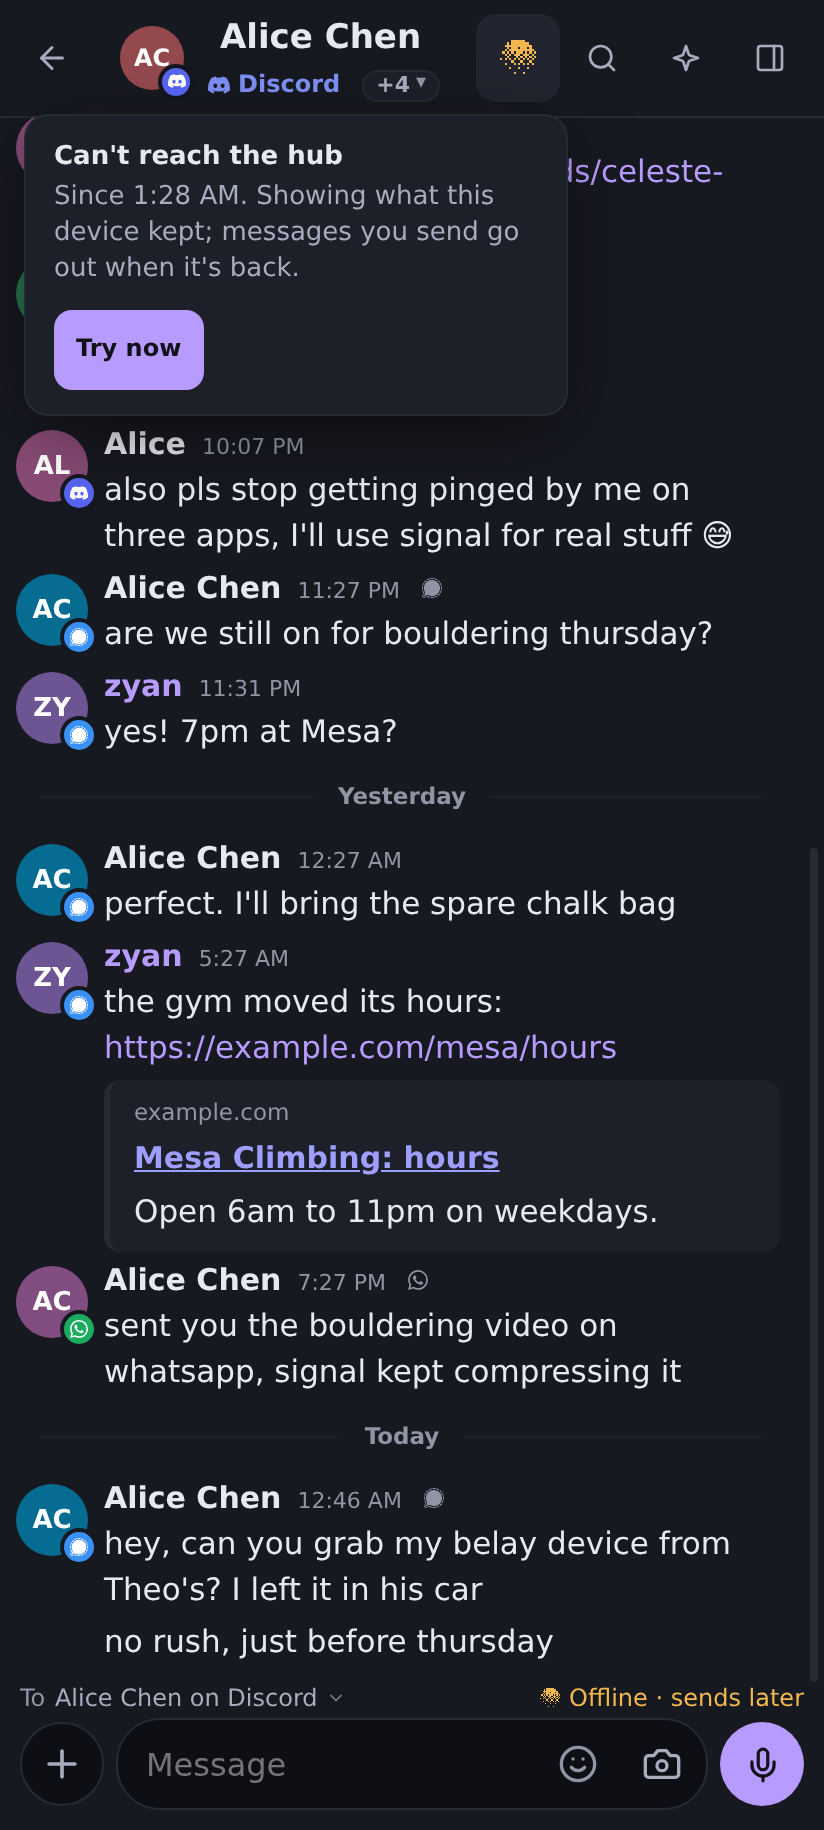 Alice Chen
AC
Discord
+4
Can't reach the hub
Since 1:28 AM. Showing what this
device kept; messages you send go
out when it's back.
Try now
ds/celeste-
AL
Alice 10:07 PM
also pls stop getting pinged by me on
three apps, I'll use signal for real stuff 😅
AC
Alice Chen 11:27 PM
are we still on for bouldering thursday?
ZY
zyan 11:31 PM
yes! 7pm at Mesa?
Yesterday
AC
Alice Chen 12:27 AM
perfect. I'll bring the spare chalk bag
ZY
zyan 5:27 AM
the gym moved its hours:
https://example.com/mesa/hours
example.com
Mesa Climbing: hours
Open 6am to 11pm on weekdays.
AC
Alice Chen 7:27 PM
sent you the bouldering video on
whatsapp, signal kept compressing it
Today
AC
Alice Chen 12:46 AM
hey, can you grab my belay device from
Theo's? I left it in his car
no rush, just before thursday
To Alice Chen on Discord
Offline · sends later
Message